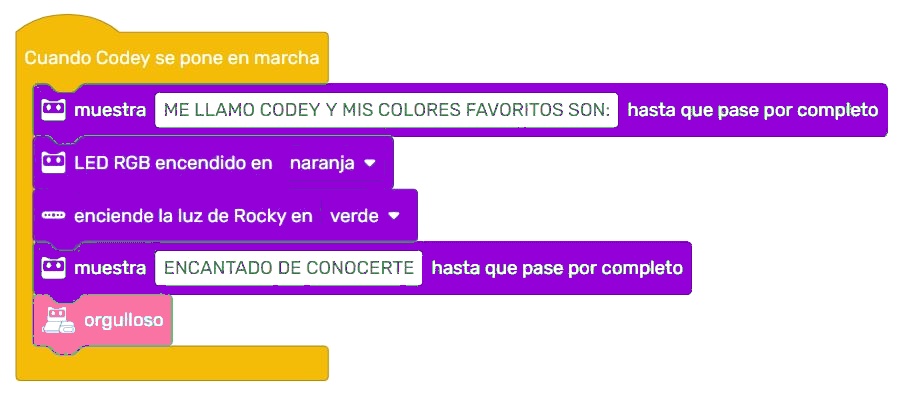 Cuando Codey se pone en marcha
muestra ME LLAMO CODEY Y MIS COLORES FAVORITOS SON: hasta que pase por completo
LED RGB encendido en naranja
enciende la luz de Rocky en verde
muestra ENCANTADO DE CONOCERTE hasta que pase por completo
orgulloso